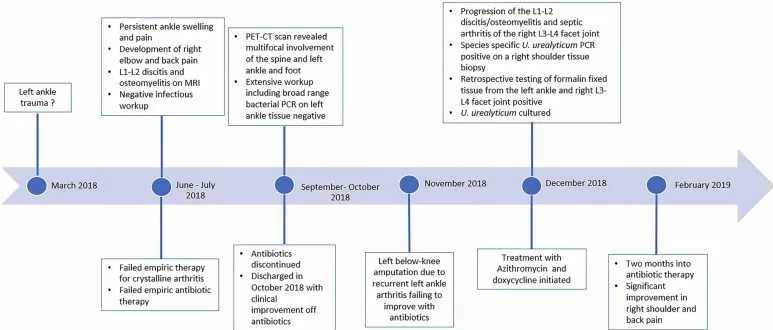 Left ankle
trauma ?
• Persistent ankle swelling
and pain
• Development of right
elbow and back pain
• L1-L2 discitis and
osteomyelitis on MRI
• Negative infectious
workup
• PET-CT scan revealed
multifocal involvement
of the spine and left
ankle and foot
• Extensive workup
including broad range
bacterial PCR on left
ankle tissue negative
• Progression of the L1-L2
discitis/osteomyelitis and septic
arthritis of the right L3-L4 facet joint
• Species specific U. urealyticum PCR
positive on a right shoulder tissue
biopsy
• Retrospective testing of formalin fixed
tissue from the left ankle and right L3-
L4 facet joint positive
• U. urealyticum cultured
March 2018
June - July
2018
September- October
2018
November 2018
December 2018
February 2019
• Failed empiric therapy
for crystalline arthritis
• Failed empiric antibiotic
therapy
• Antibiotics
discontinued
• Discharged in
October 2018 with
clinical
improvement off
antibiotics
Left below-knee
amputation due to
recurrent left ankle
arthritis failing to
improve with
antibiotics
Treatment with
Azithromycin and
doxycycline initiated
• Two months into
antibiotic therapy
• Significant
improvement in
right shoulder and
back pain